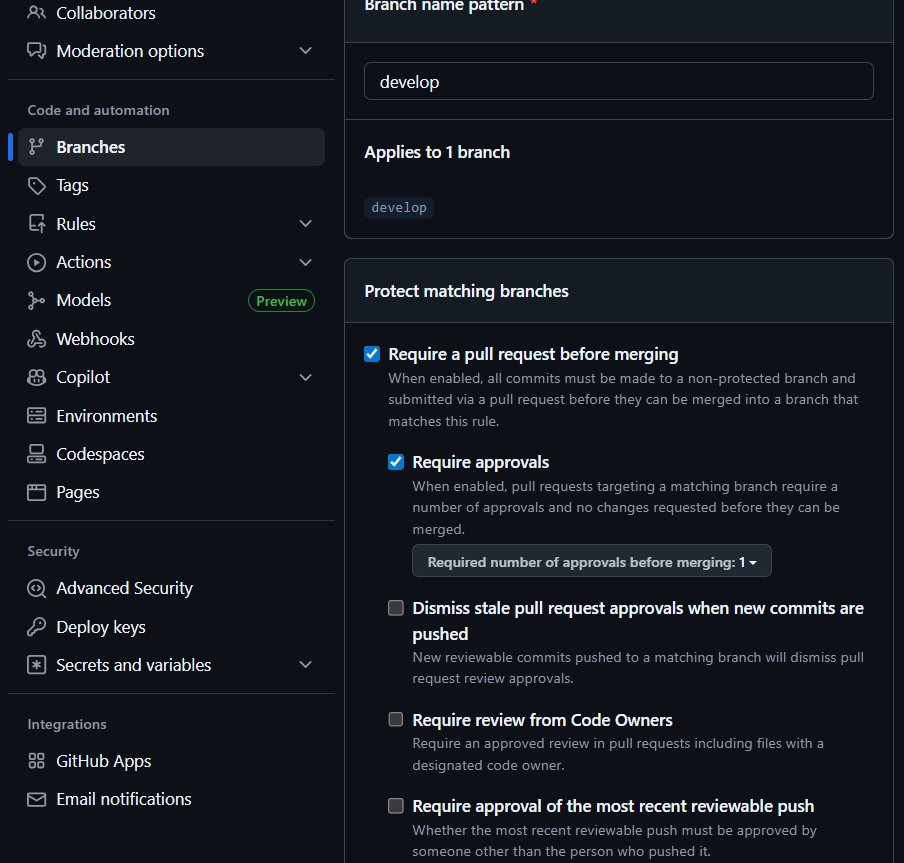 Collaborators
Moderation options
Code and automation
Branches
Tags
Rules
Actions
Models
Preview
Webhooks
Copilot
Environments
Codespaces
Pages
Security
Advanced Security
Deploy keys
Secrets and variables
Integrations
GitHub Apps
Email notifications
Branch name pattern *
develop
Applies to 1 branch
develop
Protect matching branches
Require a pull request before merging
When enabled, all commits must be made to a non-protected branch and
submitted via a pull request before they can be merged into a branch that
matches this rule.
Require approvals
When enabled, pull requests targeting a matching branch require a
number of approvals and no changes requested before they can be
merged.
Required number of approvals before merging: 1
Dismiss stale pull request approvals when new commits are
pushed
New reviewable commits pushed to a matching branch will dismiss pull
request review approvals.
Require review from Code Owners
Require an approved review in pull requests including files with a
designated code owner.
Require approval of the most recent reviewable push
Whether the most recent reviewable push must be approved by
someone other than the person who pushed it.